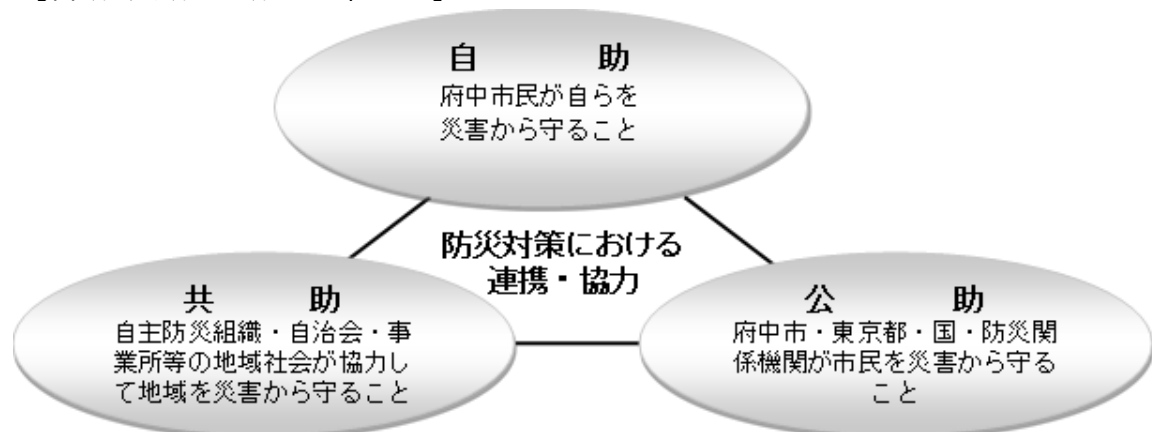 自 助
府中市民が自らを
災害から守ること
防災対策における
連携・協力
共 助
自主防災組織・自治会・事
業所等の地域社会が協力し
て地域を災害から守ること
公 助
府中市・東京都・国・防災関
係機関が市民を災害から守る
こと